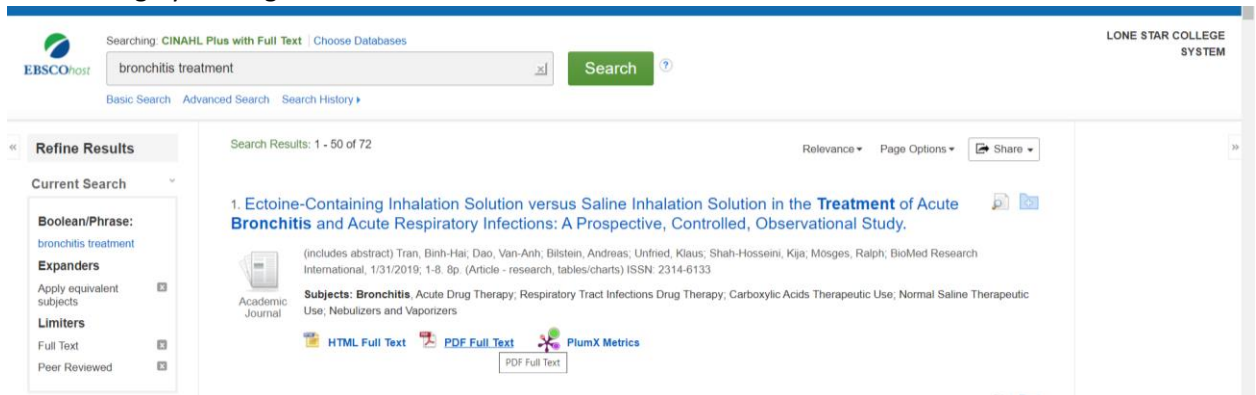 Searching: CINAHL Plus with Full Text | Choose Databases
LONE STAR COLLEGE
SYSTEM
EBSCOhost
bronchitis treatment
x
Search
?
Basic Search Advanced Search Search History
« Refine Results
Search Results: 1 - 50 of 72
Relevance Page Options Share
»
Current Search
1. Ectoine-Containing Inhalation Solution versus Saline Inhalation Solution in the Treatment of Acute
Bronchitis and Acute Respiratory Infections: A Prospective, Controlled, Observational Study.
Boolean/Phrase:
bronchitis treatment
Expanders
Apply equivalent
subjects
Limiters
Full Text
Peer Reviewed
(includes abstract) Tran, Binh-Hai; Dao, Van-Anh; Bilstein, Andreas; Unfried, Klaus; Shah-Hosseini, Kija; Mösges, Ralph; BioMed Research
International, 1/31/2019; 1-8. 8p. (Article - research, tables/charts) ISSN: 2314-6133
Academic
Journal
Subjects: Bronchitis, Acute Drug Therapy; Respiratory Tract Infections Drug Therapy; Carboxylic Acids Therapeutic Use; Normal Saline Therapeutic
Use; Nebulizers and Vaporizers
HTML Full Text PDF Full Text PlumX Metrics
PDF Full Text